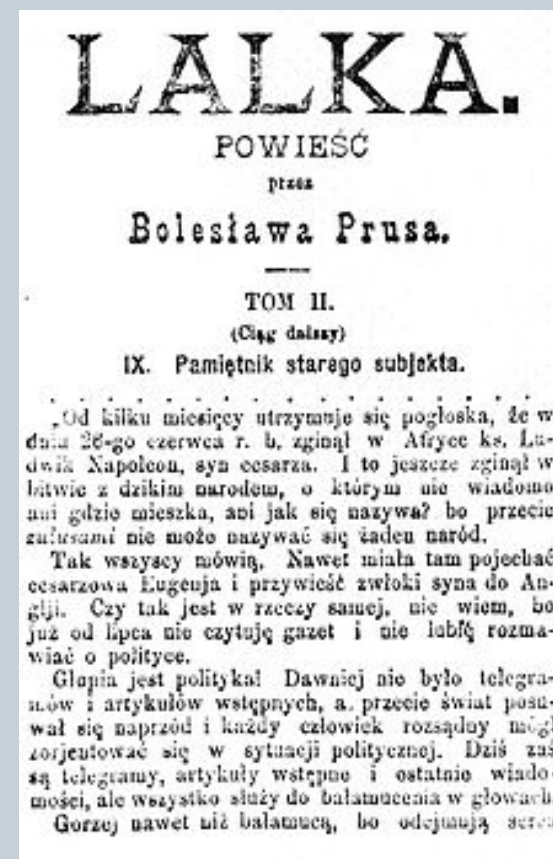 LALKA.
POWIEŚĆ
przez
Bolesława Prusa.
TOM II.
(Ciąg dalszy)
IX. Pamiętnik starego subjekta.
„Od kilku miesięcy utrzymuje się pogłoska, że w
dniu 26-go czerwca r. b. zginął w Afryce ks. Lu-
dwik Napoleon, syn cesarza. I to jeszcze zginął w
bitwie z dzikim narodem, o którym nie wiadomo
ani gdzie mieszka, ani jak się nazywa? bo przecie
zulusami nie może nazywać się żaden naród.
Tak wszyscy mówią. Nawet miała tam pojechać
cesarzowa Eugenja i przywieść zwłoki syna do An-
glji. Czy tak jest w rzeczy samej, nie wiem, bo
już od lipca nie czytuję gazet i nie lubię rozma-
wiać o polityce.
Głupia jest polityka! Dawniej nie było telegra-
mów i artykułów wstępnych, a przecie świat posu-
wał się naprzód i każdy człowiek rozsądny mógł
zorjentować się w sytuacji politycznej. Dziś zaś
są telegramy, artykuły wstępne i ostatnie wiado-
mości, ale wszystko służy do bałamucenia w głowach.
Gorzej nawet niż bałamucą, bo odejmują